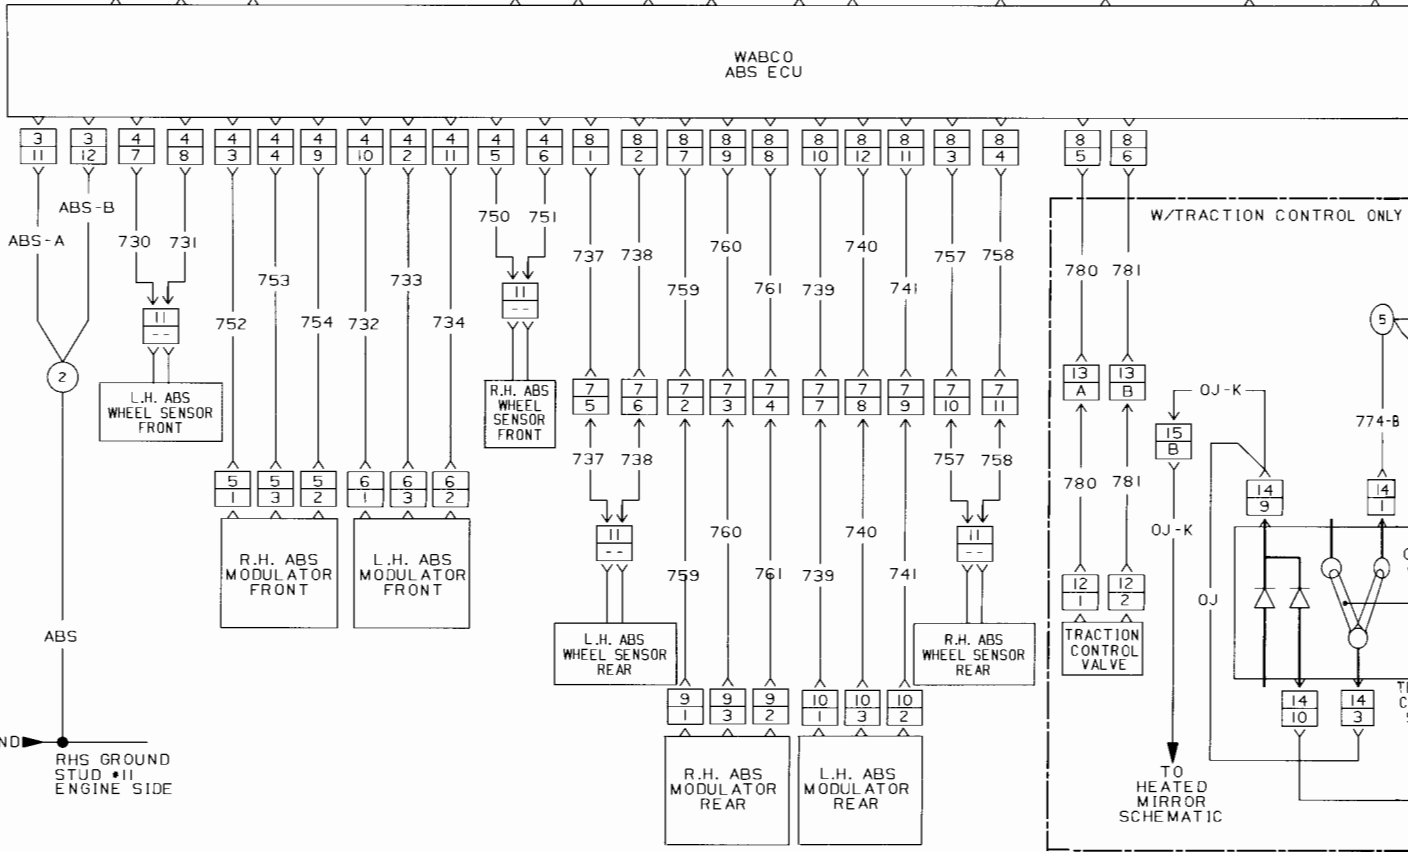 WABCO
ABS ECU
3 3 4 4 4 4 4 4 4 4 4 4 8 8 8 8 8 8 8 8 8 8 8 8
11 12 7 8 3 4 9 10 2 11 5 6 1 2 7 9 8 10 12 11 3 4 5 6
W/TRACTION CONTROL ONLY
ABS-B
750 751
ABS-A 730 731
760 740
737 738 757 758
780 781
753 733
759 761 739 741
11
--
752 754 732 734
11
--
5
2
L.H. ABS
WHEEL SENSOR
FRONT
R.H. ABS
WHEEL
SENSOR
FRONT
7 7 7 7 7 7 7 7 7 7
5 6 2 3 4 7 8 9 10 11
13 13
A B
OJ-K
774-B
15
B
737 738 757 758
5 5 5 6 6 6
1 3 2 1 3 2
780 781
14
9
14
1
R.H. ABS
MODULATOR
FRONT
L.H. ABS
MODULATOR
FRONT
11
--
11
--
760 740
OJ-K
759 761 739 741
12 12
1 2
OJ
ABS
L.H. ABS
WHEEL SENSOR
REAR
R.H. ABS
WHEEL SENSOR
REAR
TRACTION
CONTROL
VALVE
9 9 9 10 10 10
1 3 2 1 3 2
14
10
14
3
ND
RHS GROUND
STUD #11
ENGINE SIDE
R.H. ABS
MODULATOR
REAR
L.H. ABS
MODULATOR
REAR
TO
HEATED
MIRROR
SCHEMATIC